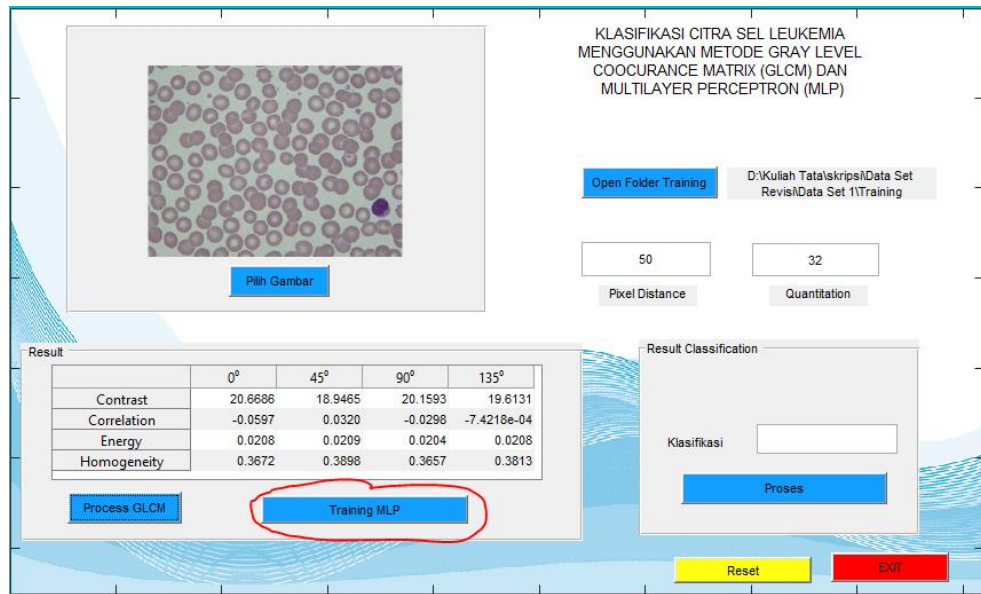 KLASIFIKASI CITRA SEL LEUKEMIA
MENGGUNAKAN METODE GRAY LEVEL
COOCURANCE MATRIX (GLCM) DAN
MULTILAYER PERCEPTRON (MLP)
Pilih Gambar
Open Folder Training
D:\Kuliah Tata\skripsi\Data Set
Revisi\Data Set 1\Training
50 32
Pixel Distance Quantitation
Result
0° 45° 90° 135°
Contrast 20.6686 18.9465 20.1593 19.6131
Correlation -0.0597 0.0320 -0.0298 -7.4218e-04
Energy 0.0208 0.0209 0.0204 0.0208
Homogeneity 0.3672 0.3898 0.3657 0.3813
Process GLCM Training MLP
Result Classification
Klasifikasi
Proses
Reset EXIT